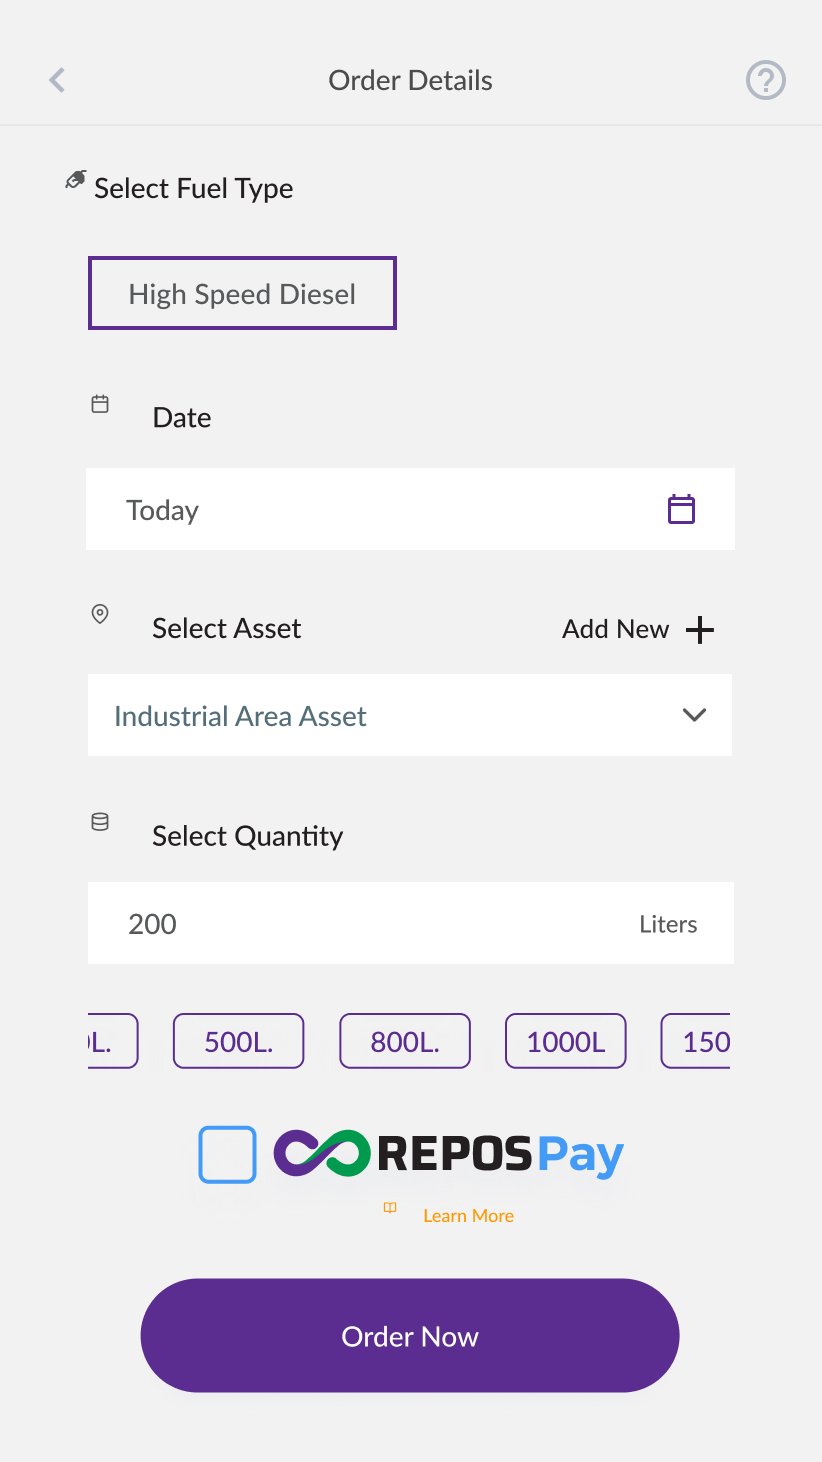 Order Details
Select Fuel Type
High Speed Diesel
Date
Today
Select Asset
Add New
Industrial Area Asset
Select Quantity
200
Liters
L. 500L. 800L. 1000L 150
REPOS Pay
Learn More
Order Now